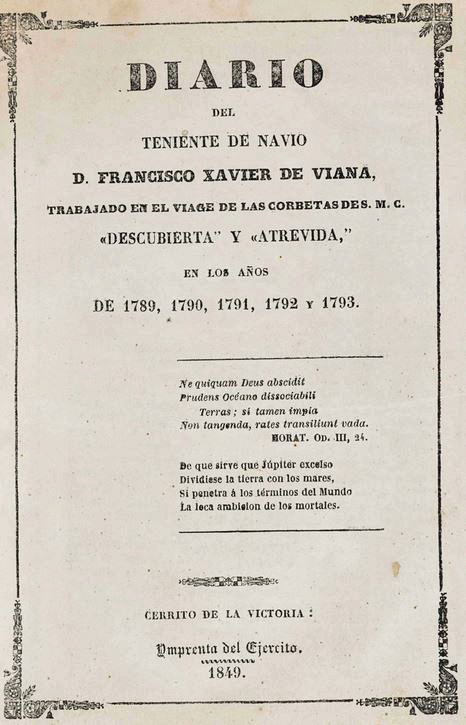 DIARIO
DEL
TENIENTE DE NAVIO
D. FRANCISCO XAVIER DE VIANA,
TRABAJADO EN EL VIAGE DE LAS CORBETAS DE S. M. C.
«DESCUBIERTA” Y «ATREVIDA,”
EN LOS AÑOS
DE 1789, 1790, 1791, 1792 Y 1793.
Ne quiquam Deus abscidit
Prudens Océano dissociabili
Terras; si tamen impia
Non tangenda, rates transiliunt vada.
HORAT. OD. III, 24.
De que sirve que Júpiter excelso
Dividiese la tierra con los mares,
Si penetra á los términos del Mundo
La loca ambicion de los mortales.
CERRITO DE LA VICTORIA:
Ymprenta del Ejercito.
1849.